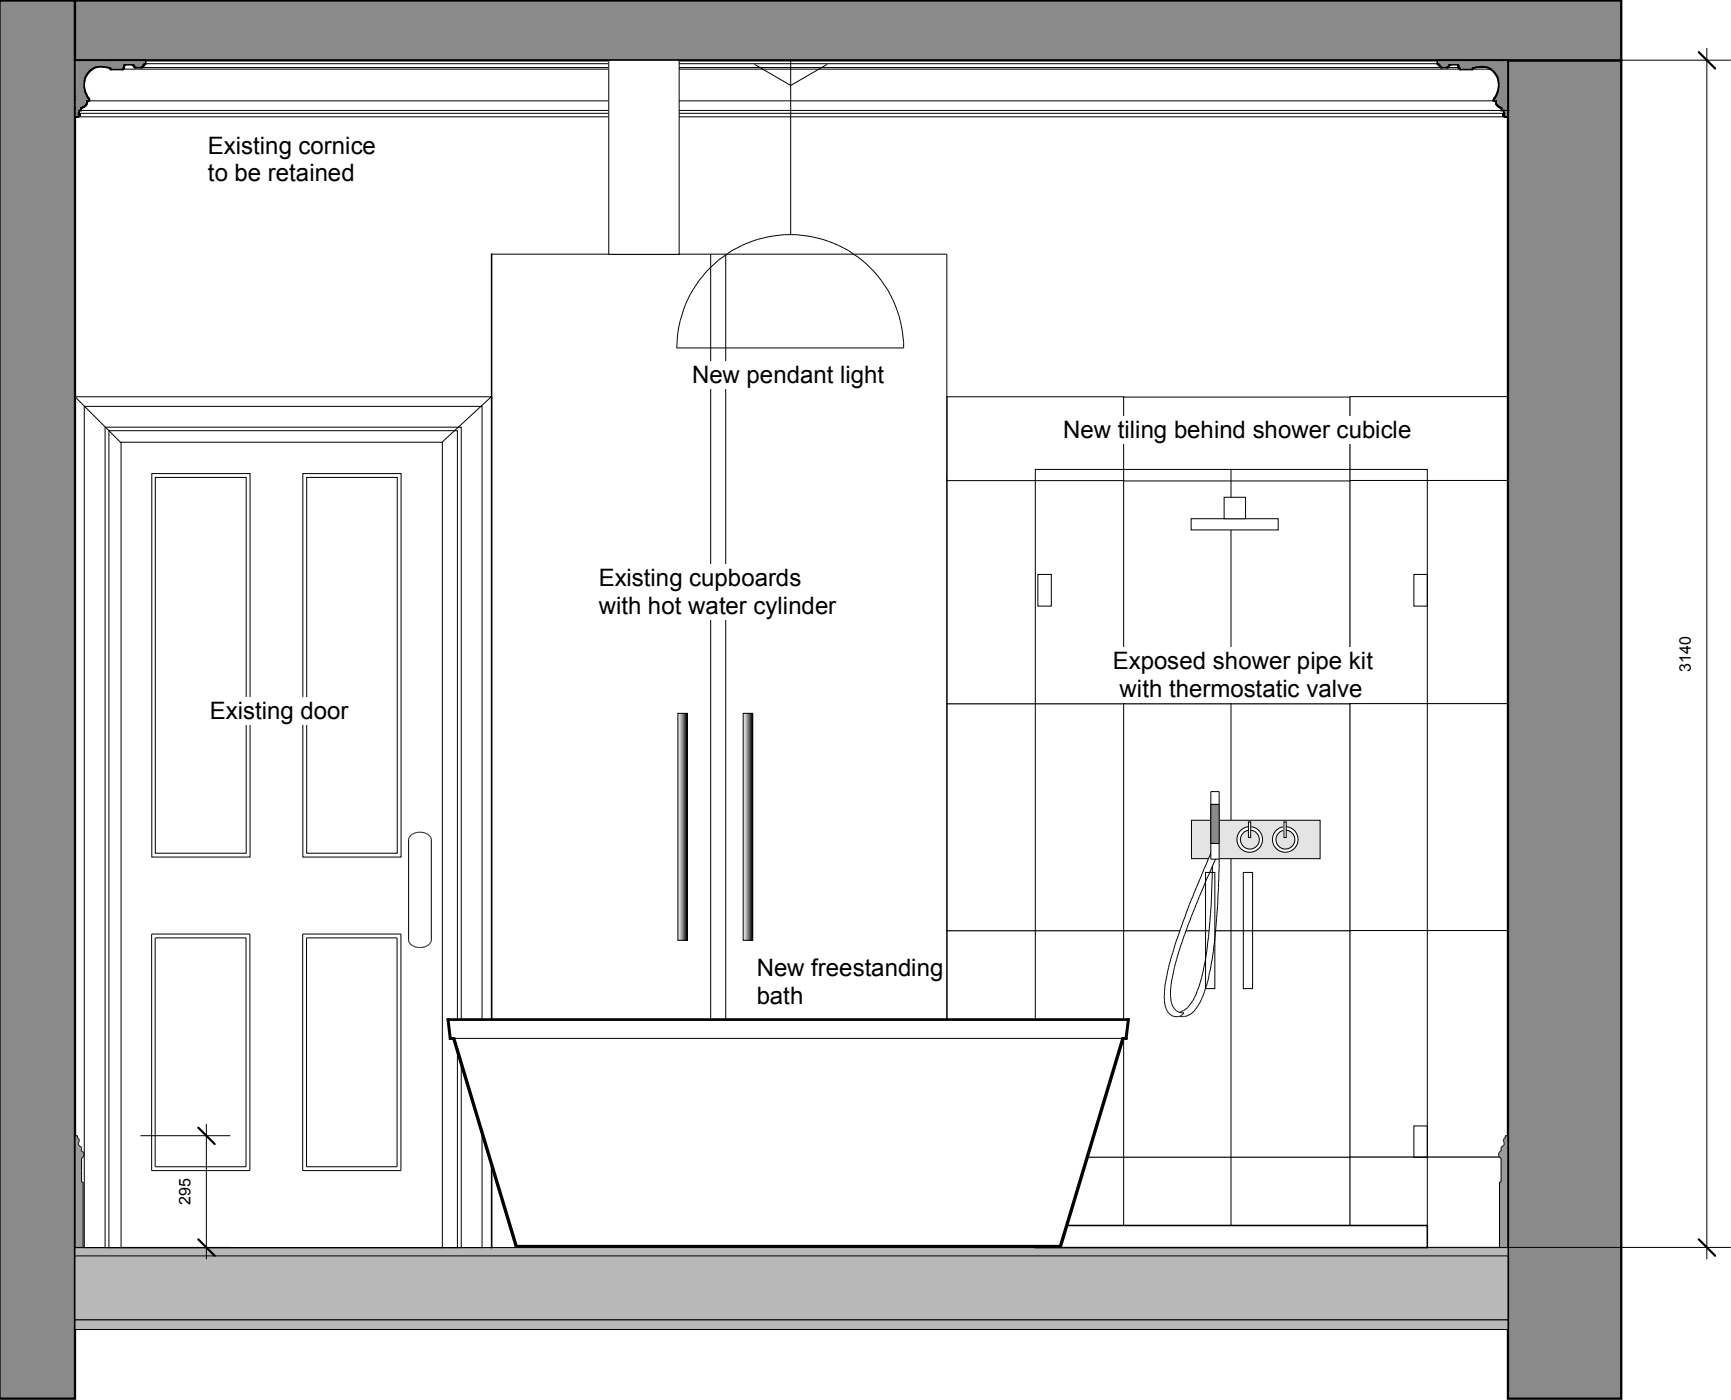 Existing cornice
to be retained
New pendant light
New tiling behind shower cubicle
Existing cupboards
with hot water cylinder
Exposed shower pipe kit
with thermostatic valve
3140
Existing door
New freestanding
bath
295